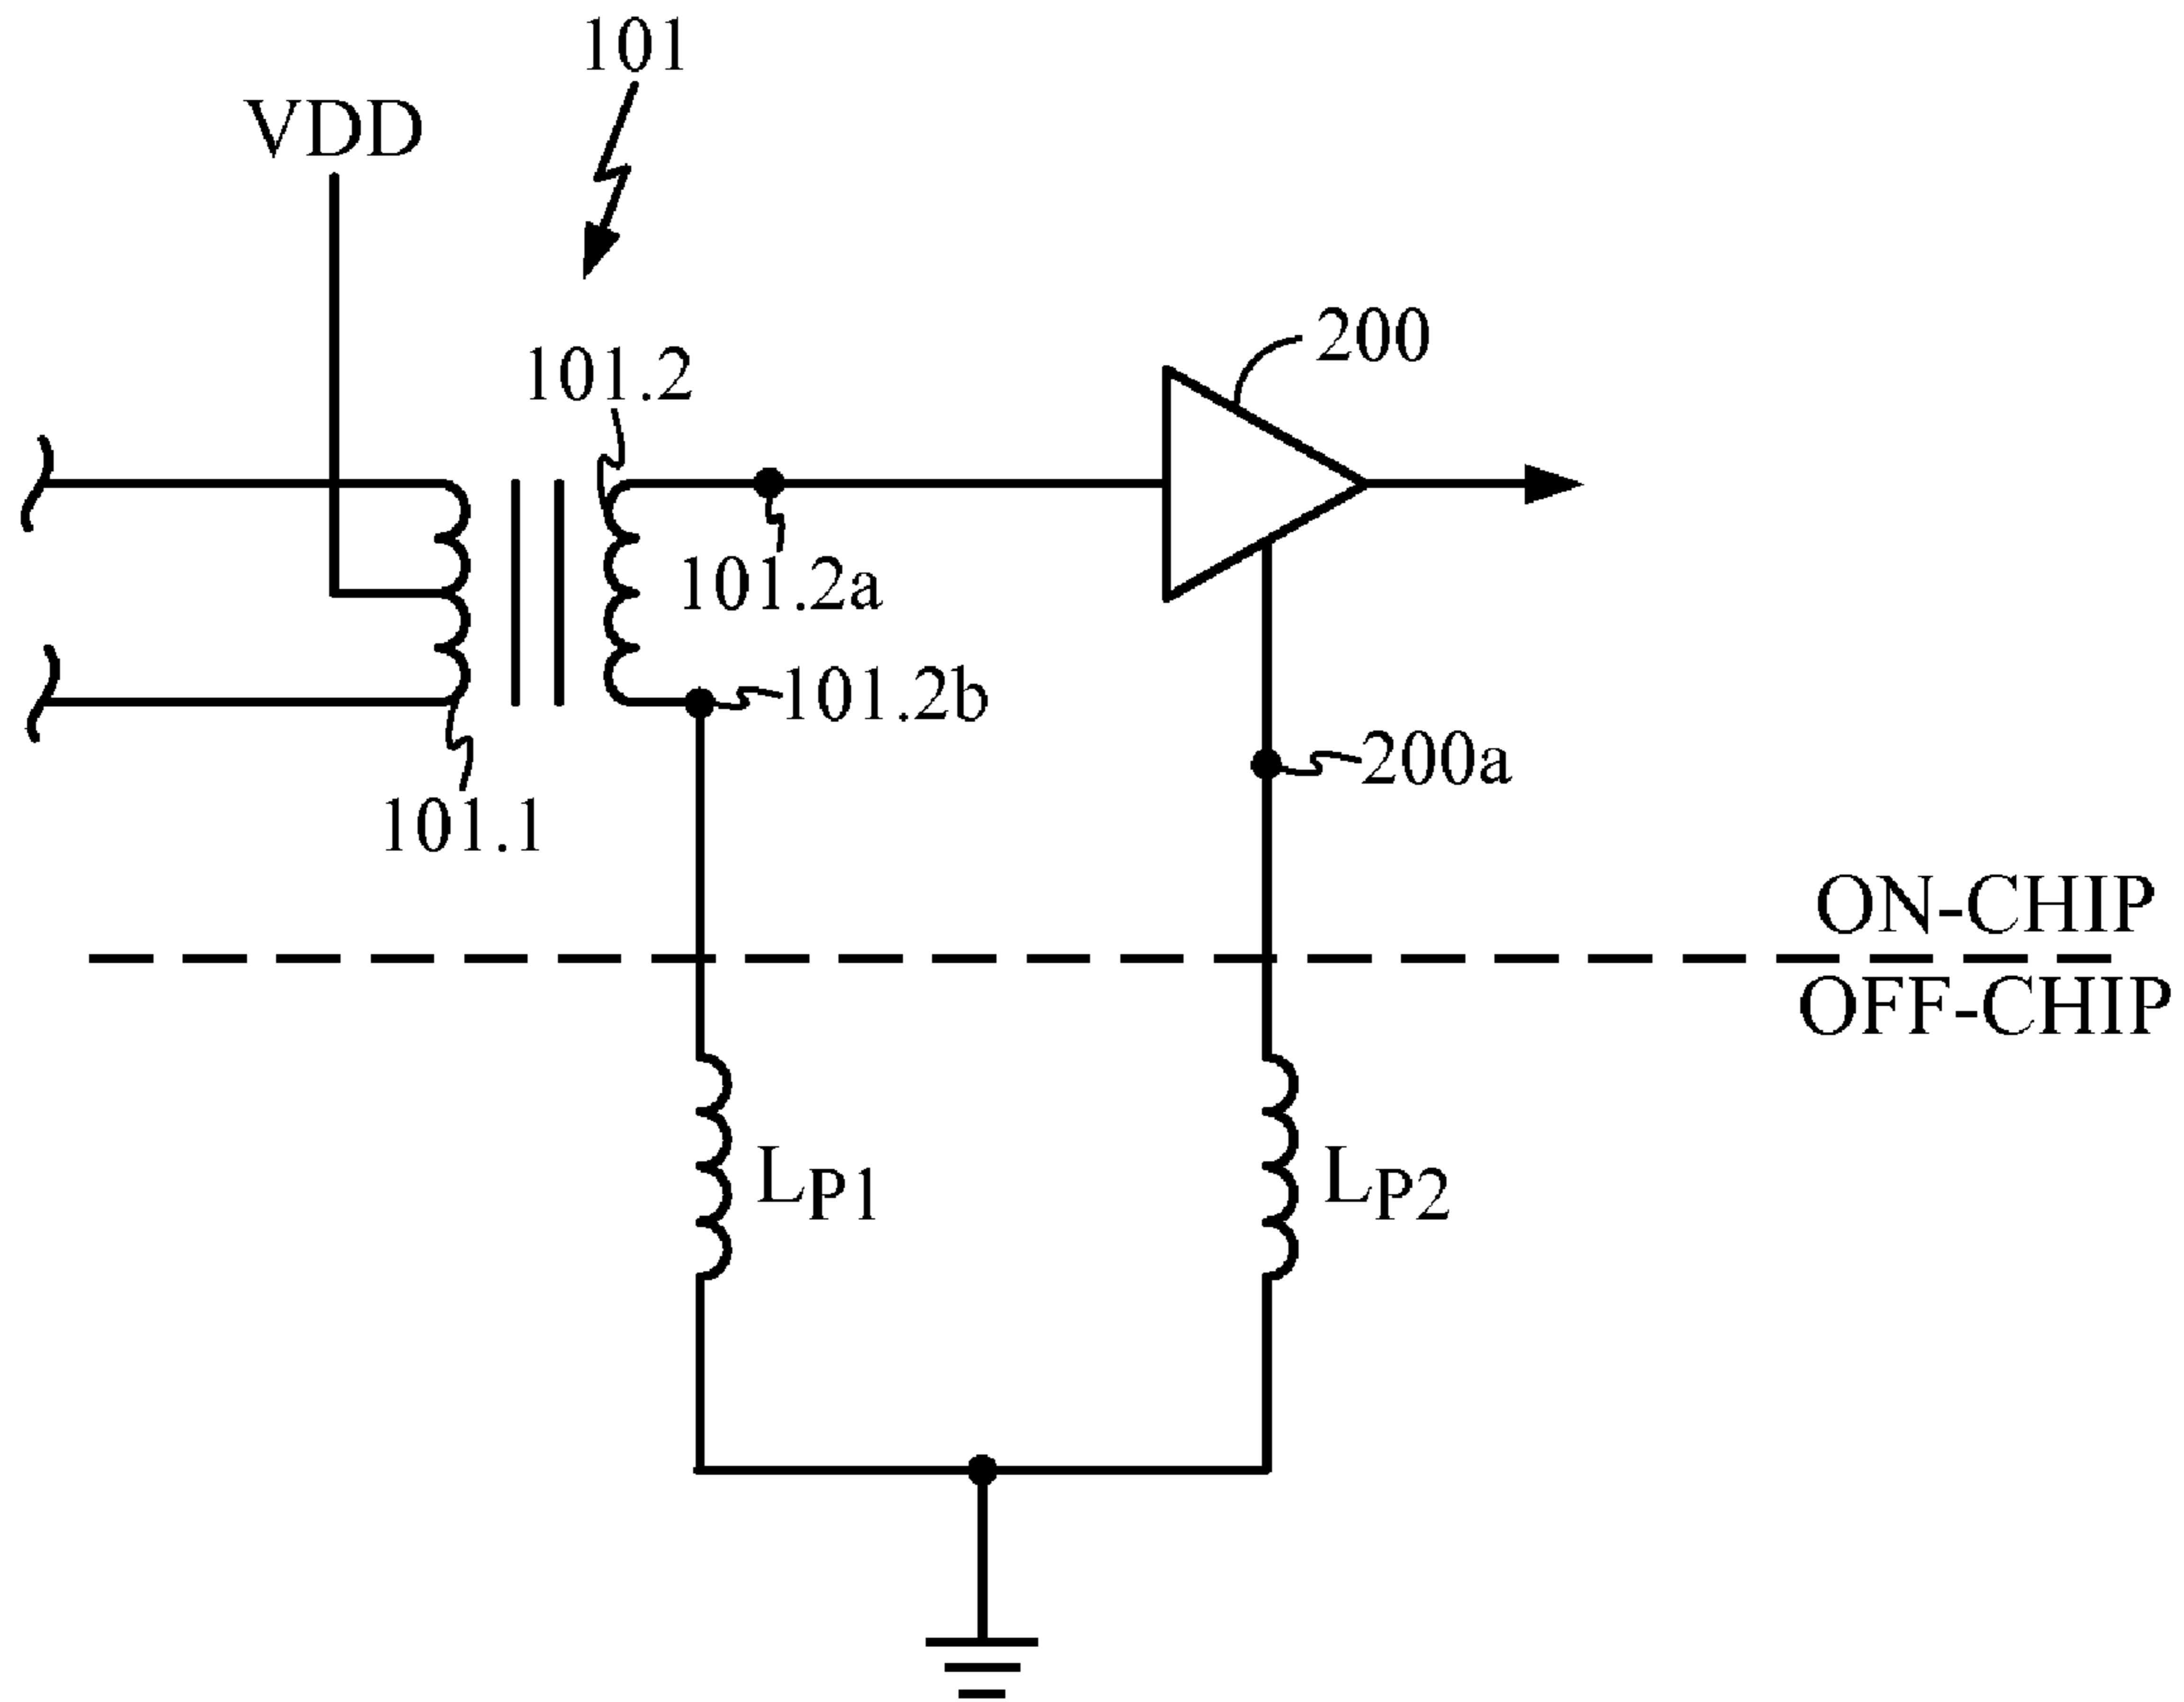 101
VDD
200
101.2
101.2a
101.2b
200a
101.1
ON-CHIP
OFF-CHIP
LP1
LP2